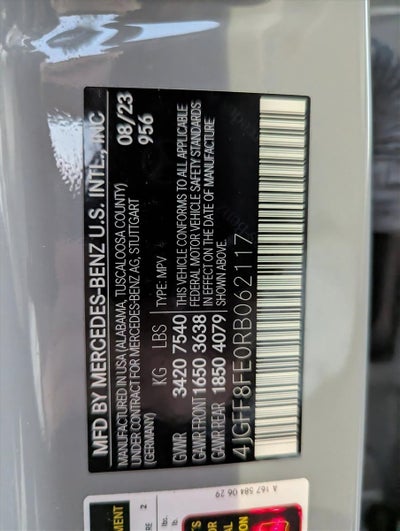 MFD BY MERCEDES-BENZ U.S. INTL., INC
MANUFACTURED IN USA (ALABAMA, TUSCALOOSA COUNTY)
UNDER CONTRACT FOR MERCEDES-BENZ AG, STUTTGART
(GERMANY)
08/23
956
KG LBS TYPE: MPV
GVWR 3420 7540
GAWR FRONT 1650 3638
GAWR REAR 1850 4079
THIS VEHICLE CONFORMS TO ALL APPLICABLE
FEDERAL MOTOR VEHICLE SAFETY STANDARDS
IN EFFECT ON THE DATE OF MANUFACTURE
SHOWN ABOVE.
4JGFF8FE0RB062117
A 167 584 06 29
2
lbs.